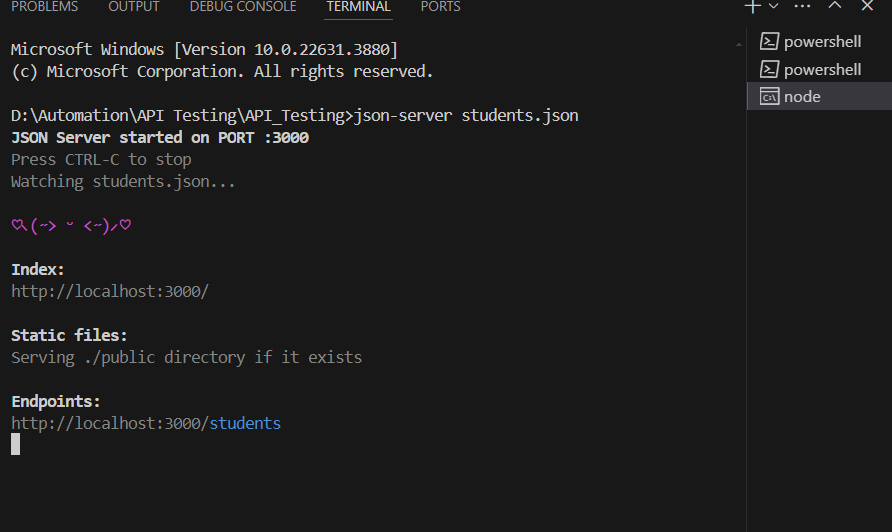 PROBLEMS OUTPUT DEBUG CONSOLE TERMINAL PORTS
Microsoft Windows [Version 10.0.22631.3880]
(c) Microsoft Corporation. All rights reserved.
D:\Automation\API Testing\API_Testing>json-server students.json
JSON Server started on PORT :3000
Press CTRL-C to stop
Watching students.json...
♡⸜(˶˃ ᵕ ˂˶)⸝♡
Index:
http://localhost:3000/
Static files:
Serving ./public directory if it exists
Endpoints:
http://localhost:3000/students
powershell
powershell
node